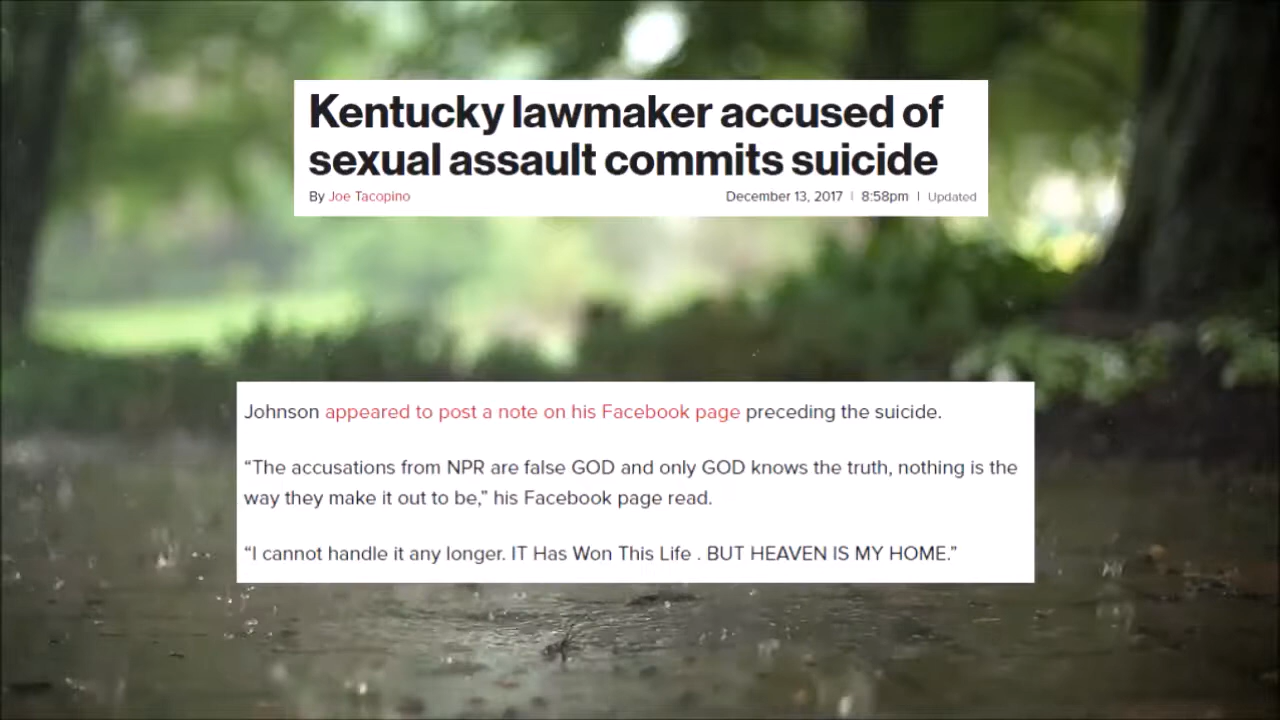 Kentucky lawmaker accused of
sexual assault commits suicide
By Joe Tacopino December 13, 2017 | 8:58pm | Updated
Johnson appeared to post a note on his Facebook page preceding the suicide.
“The accusations from NPR are false GOD and only GOD knows the truth, nothing is the
way they make it out to be,” his Facebook page read.
“I cannot handle it any longer. IT Has Won This Life . BUT HEAVEN IS MY HOME.”